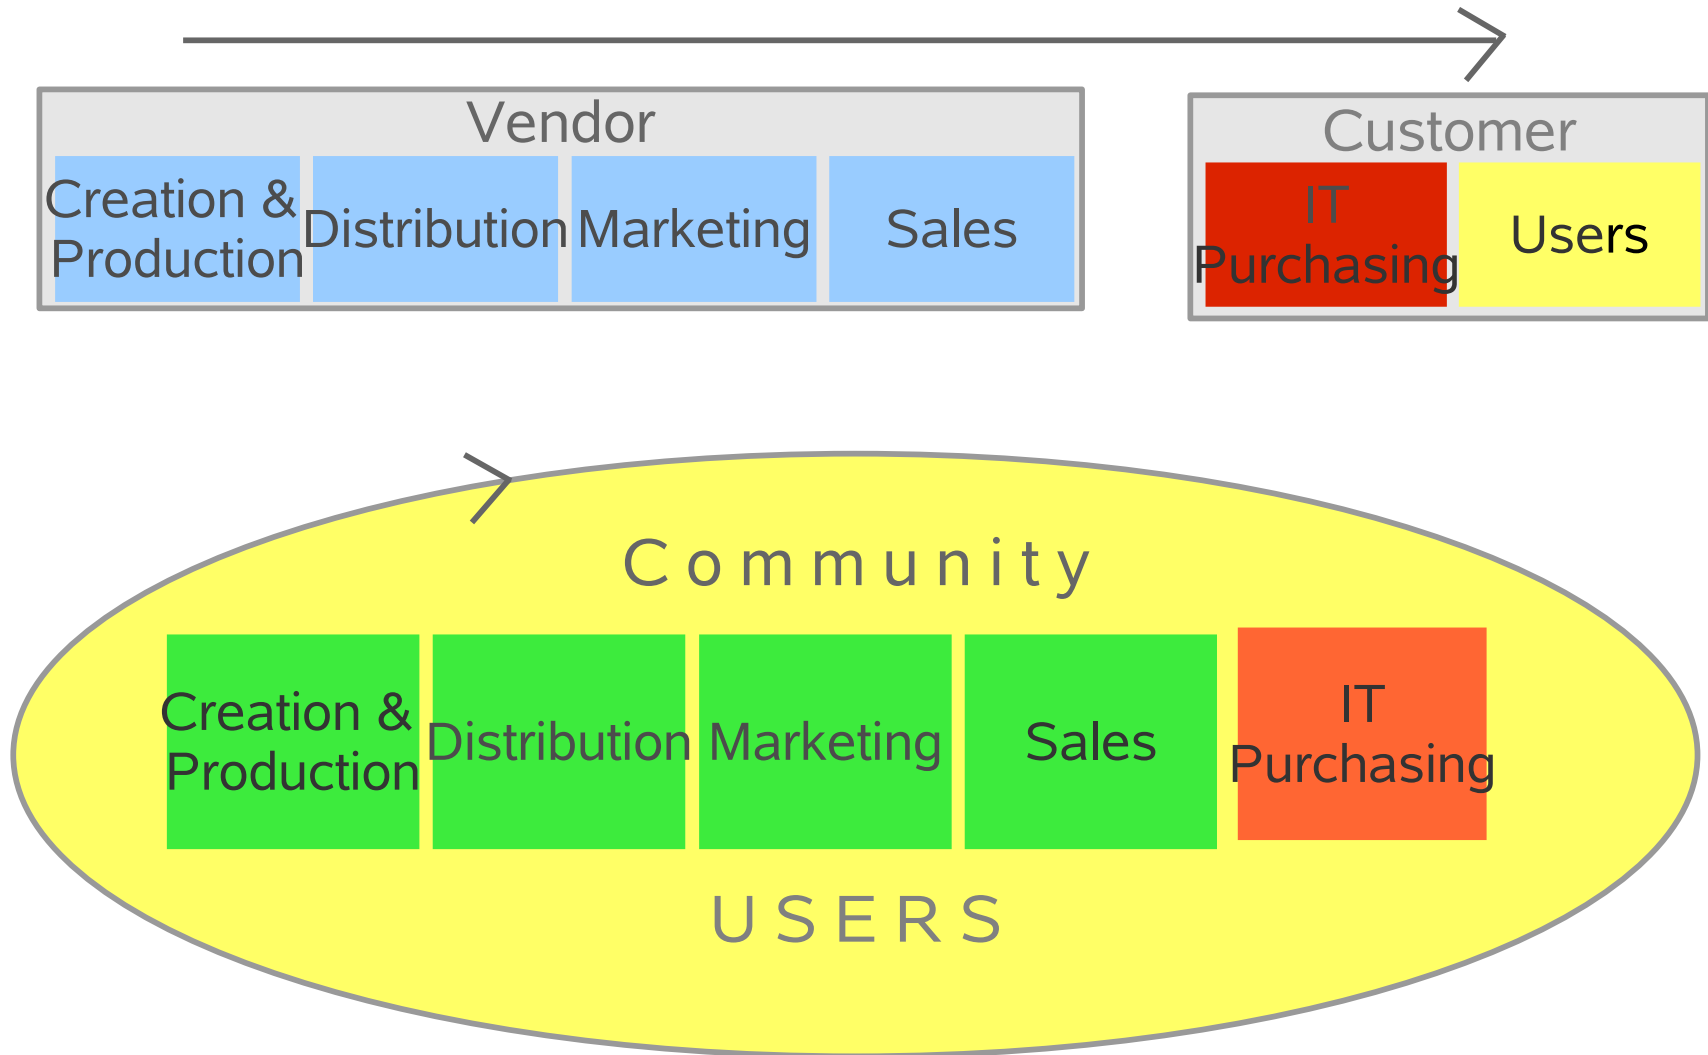 Vendor
Creation &
Production
Distribution
Marketing
Sales
Customer
IT
Purchasing
Users
Community
Creation &
Production
Distribution
Marketing
Sales
IT
Purchasing
USERS